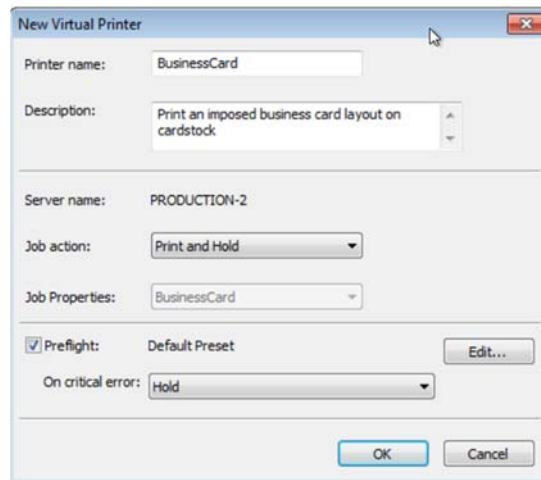 New Virtual Printer
Printer name: BusinessCard
Description: Print an imposed business card layout on
cardstock
Server name: PRODUCTION-2
Job action: Print and Hold
Job Properties: BusinessCard
Preflight: Default Preset Edit...
On critical error: Hold
OK Cancel